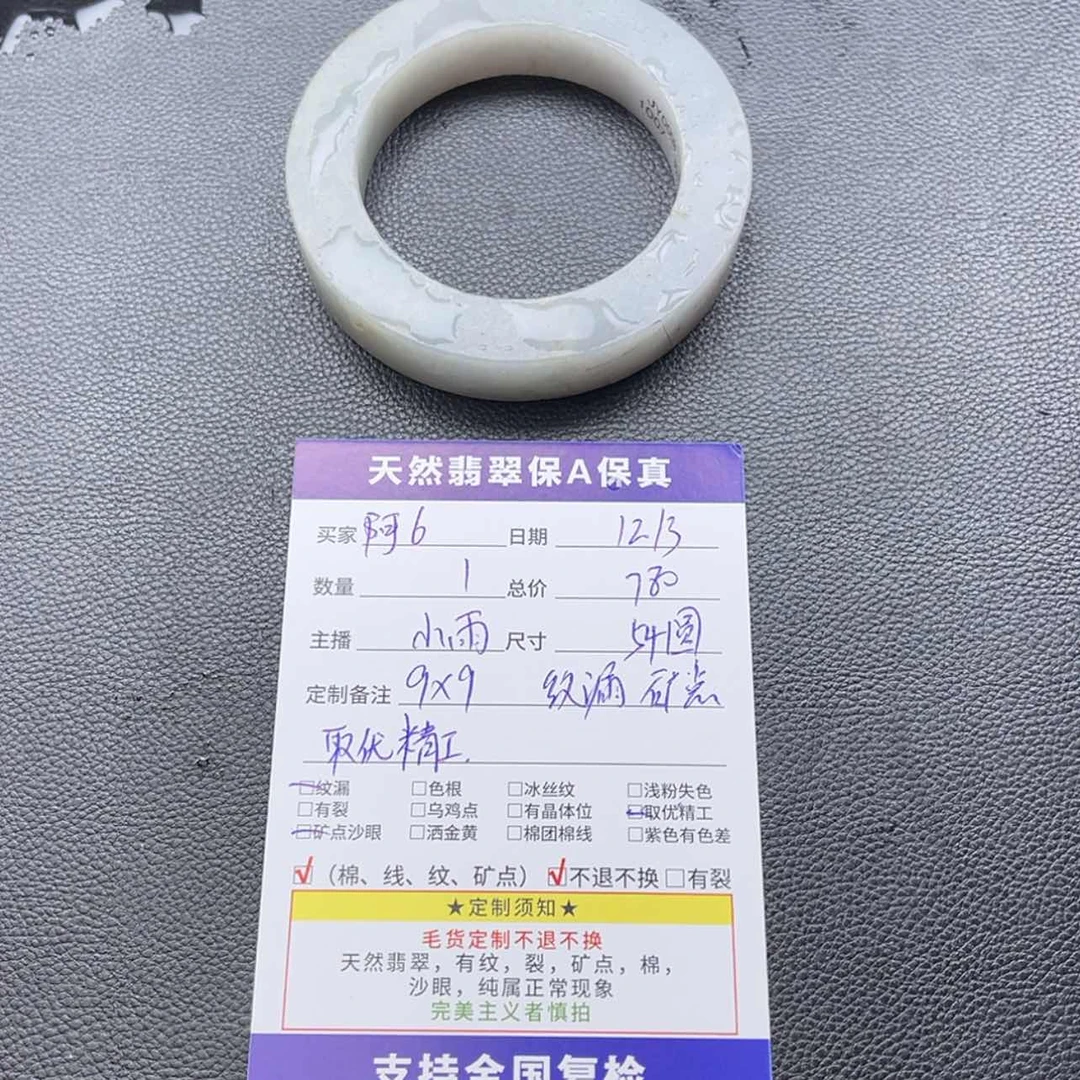 天然翡翠保A保真
买家 阿6 日期 12/3
数量 1 总价 780
主播 小雨 尺寸 54圆
定制备注 9x9 纹漏 矿点
取优精工
□纹漏 □色根 □冰丝纹 □浅粉失色
□有裂 □乌鸡点 □有晶体位 □取优精工
□矿点沙眼 □洒金黄 □棉团棉线 □紫色有色差
☑（棉、线、纹、矿点） ☑不退不换 □有裂
★定制须知★
毛货定制不退不换
天然翡翠，有纹，裂，矿点，棉，
沙眼，纯属正常现象
完美主义者慎拍
支持全国复检